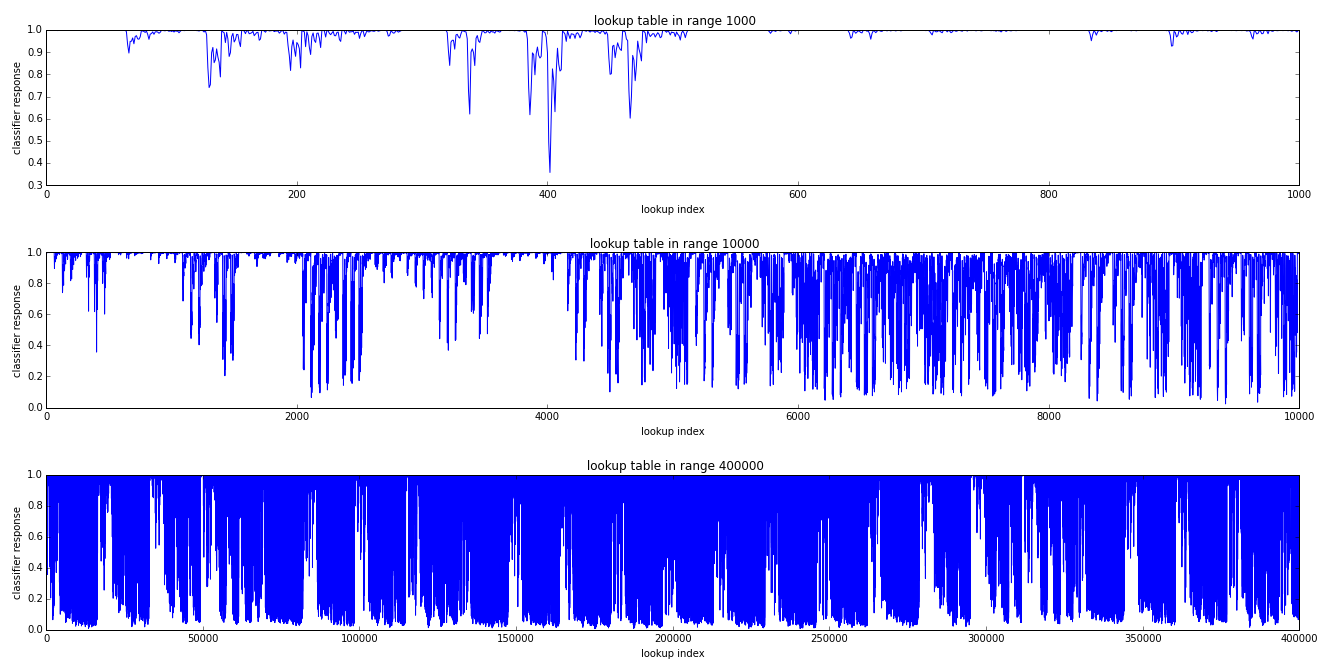 lookup table in range 1000
classifier response
1.0
0.9
0.8
0.7
0.6
0.5
0.4
0.3
0 200 400 600 800 1000
lookup index
lookup table in range 10000
classifier response
1.0
0.8
0.6
0.4
0.2
0.0
0 2000 4000 6000 8000 10000
lookup index
lookup table in range 400000
classifier response
1.0
0.8
0.6
0.4
0.2
0.0
0 50000 100000 150000 200000 250000 300000 350000 400000
lookup index